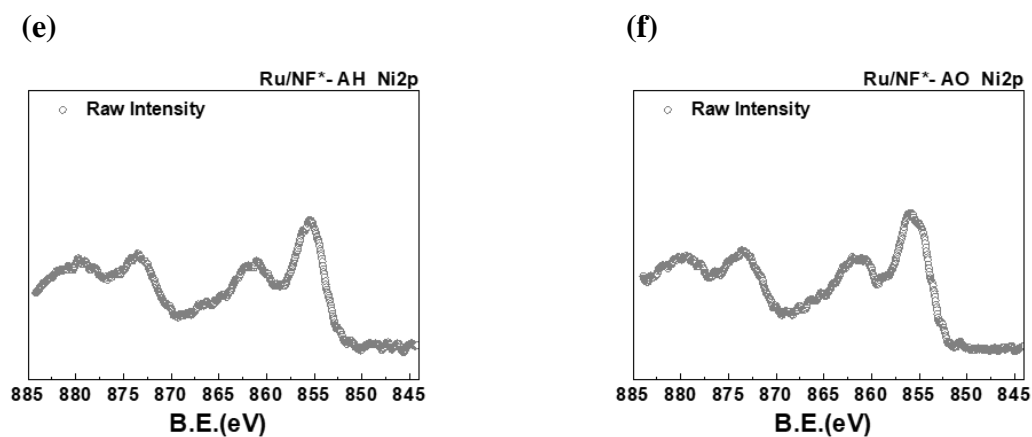 (e)
Ru/NF*- AH Ni2p
Raw Intensity
885 880 875 870 865 860 855 850 845
B.E.(eV)
(f)
Ru/NF*- AO Ni2p
Raw Intensity
885 880 875 870 865 860 855 850 845
B.E.(eV)